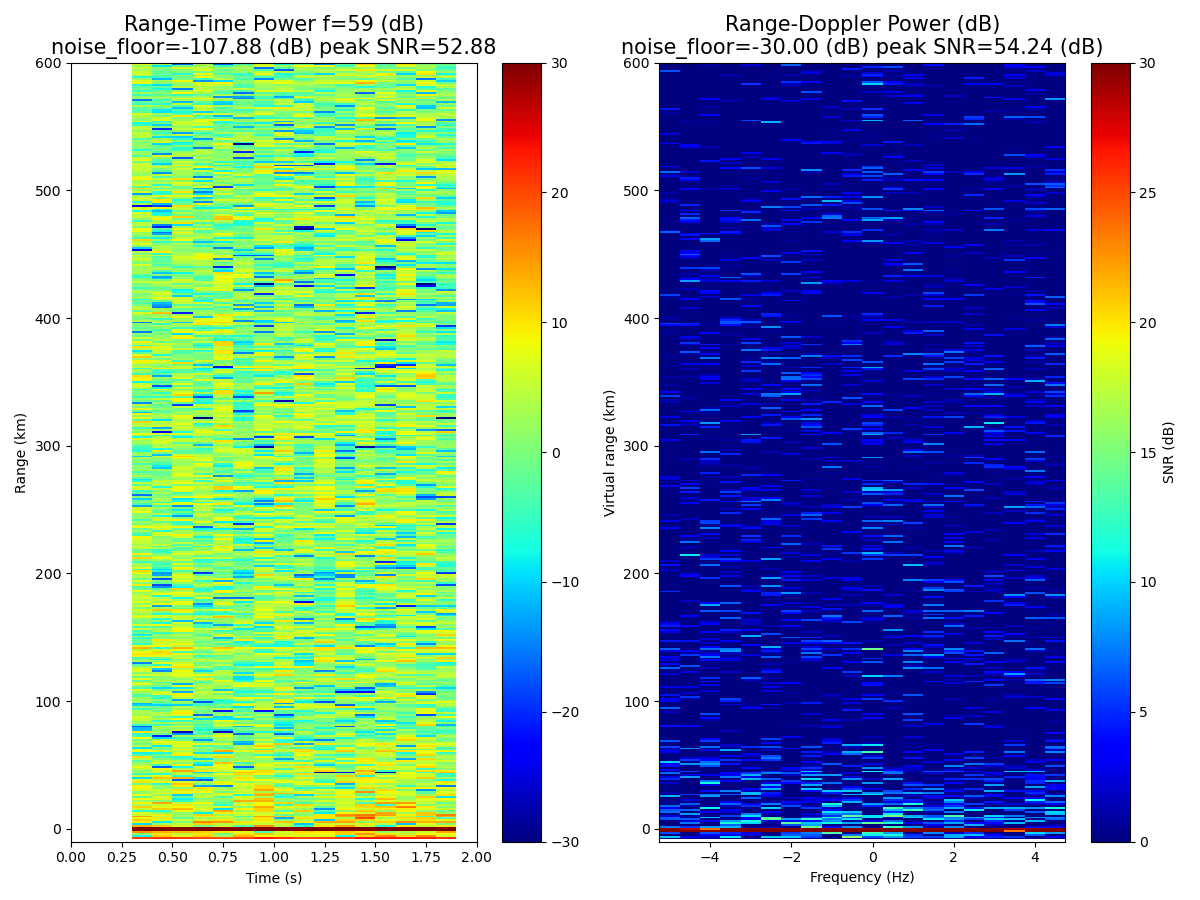 Range-Time Power f=59 (dB)
noise_floor=-107.88 (dB) peak SNR=52.88
600
500
400
300
200
100
0
Range (km)
0.00 0.25 0.50 0.75 1.00 1.25 1.50 1.75 2.00
Time (s)
30
20
10
0
−10
−20
−30
Range-Doppler Power (dB)
noise_floor=-30.00 (dB) peak SNR=54.24 (dB)
600
500
400
300
200
100
0
Virtual range (km)
−4 −2 0 2 4
Frequency (Hz)
30
25
20
15
10
5
0
SNR (dB)